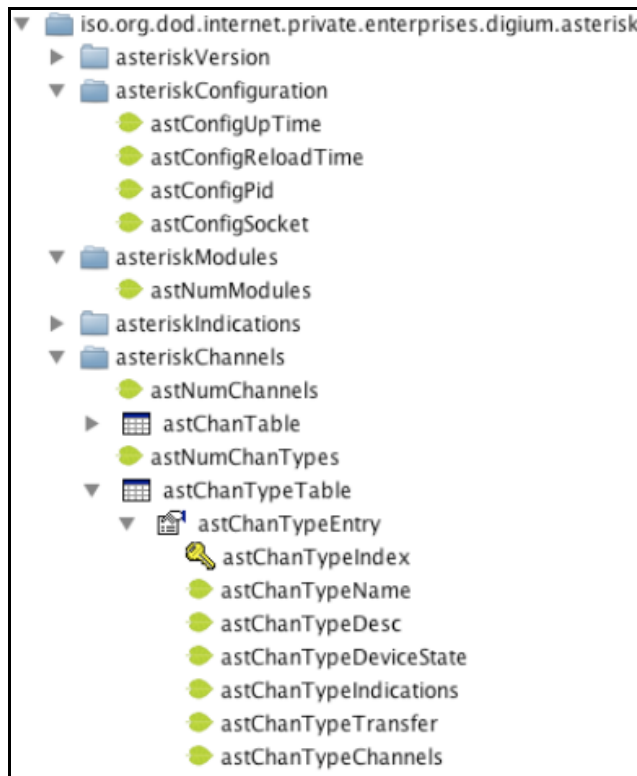 iso.org.dod.internet.private.enterprises.digium.asterisk
asteriskVersion
asteriskConfiguration
astConfigUpTime
astConfigReloadTime
astConfigPid
astConfigSocket
asteriskModules
astNumModules
asteriskIndications
asteriskChannels
astNumChannels
astChanTable
astNumChanTypes
astChanTypeTable
astChanTypeEntry
astChanTypeIndex
astChanTypeName
astChanTypeDesc
astChanTypeDeviceState
astChanTypeIndications
astChanTypeTransfer
astChanTypeChannels